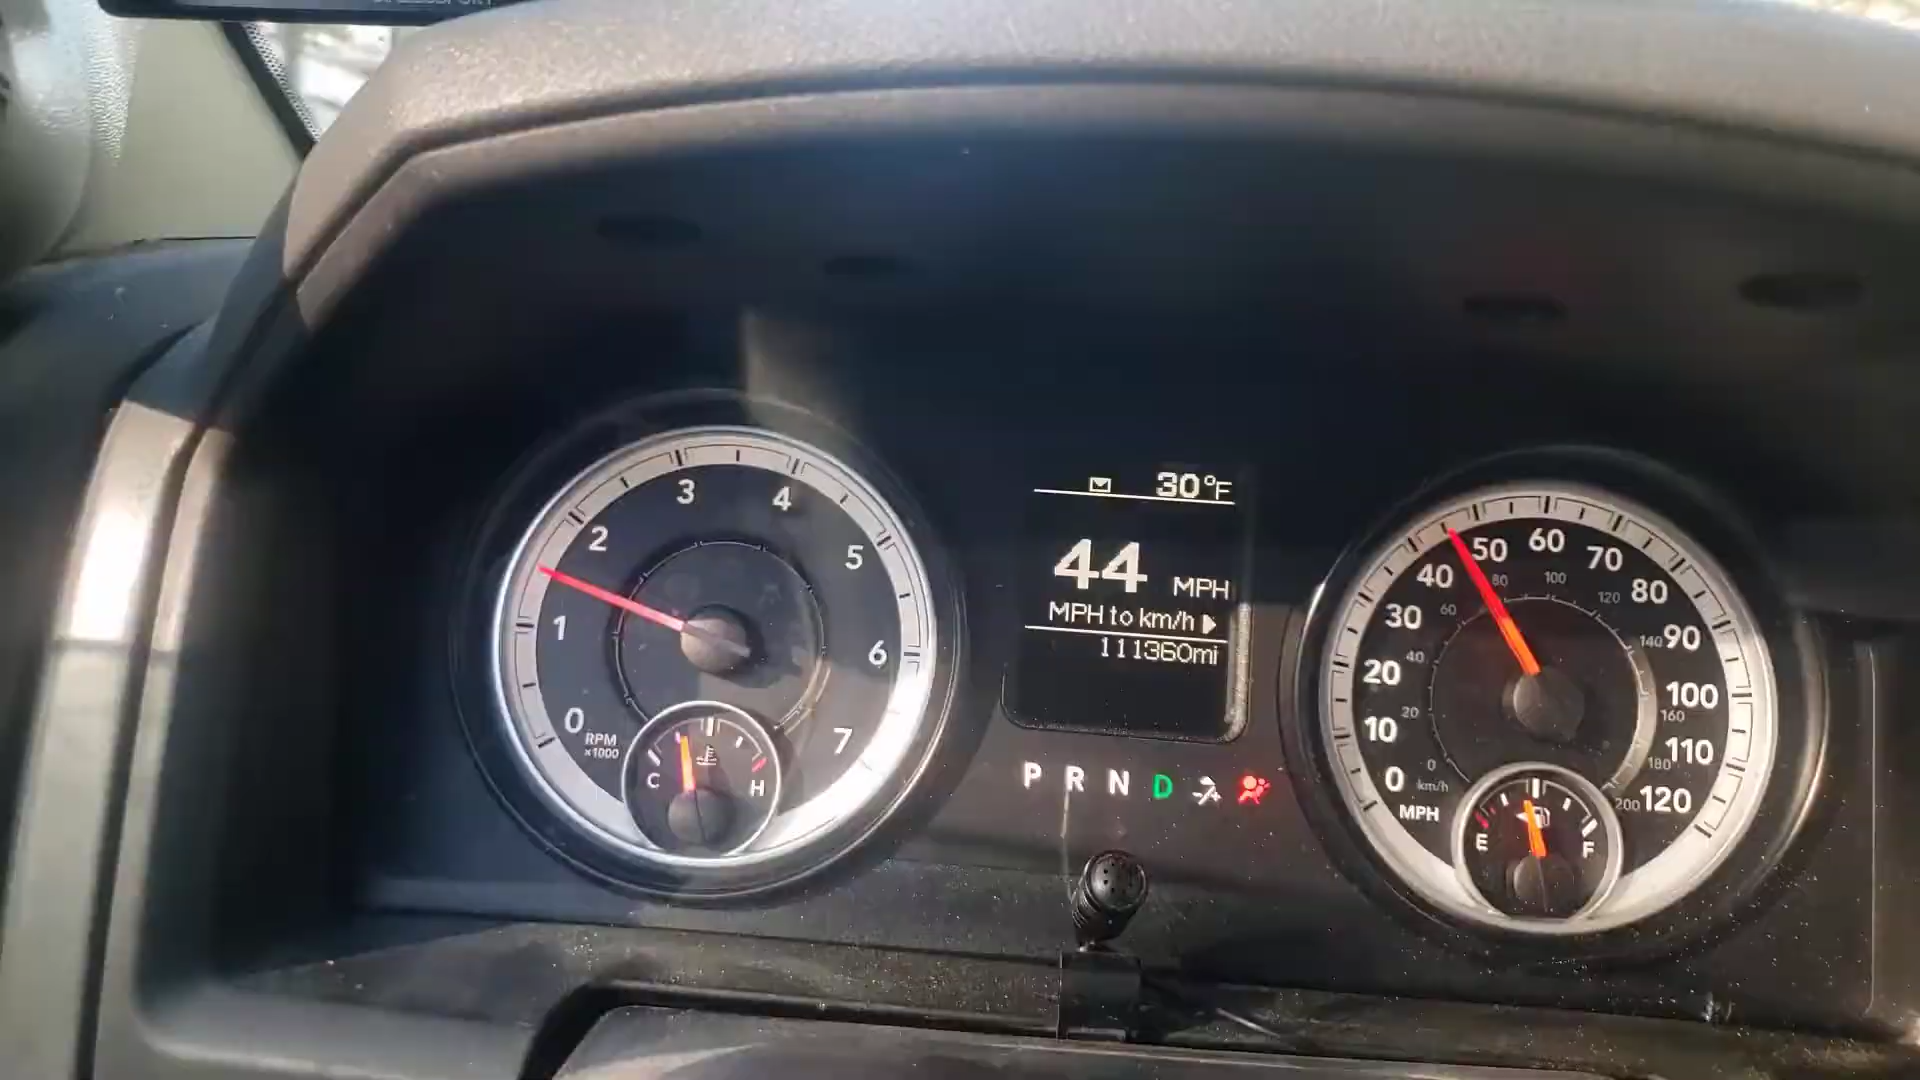 30°F
44 MPH
MPH to km/h
111360mi
P R N D
0 1 2 3 4 5 6 7
RPM
x1000
C H
0 10 20 30 40 50 60 70 80 90 100 110 120
MPH
0 20 40 60 80 100 120 140 160 180 200
km/h
E F